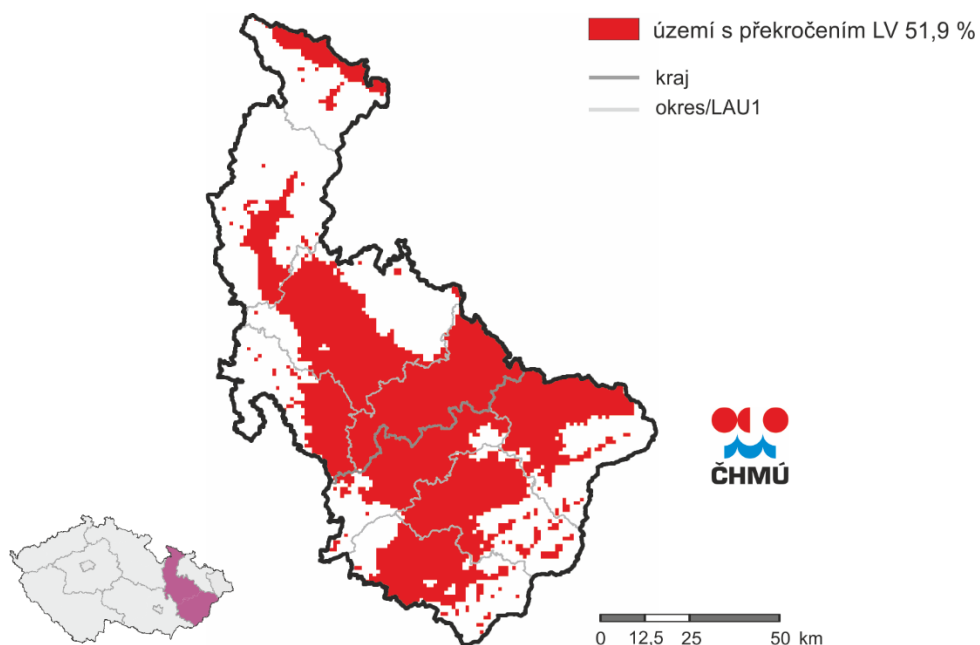 území s překročením LV 51,9 %
kraj
okres/LAU1
ČHMÚ
0 12.5 25 50 km